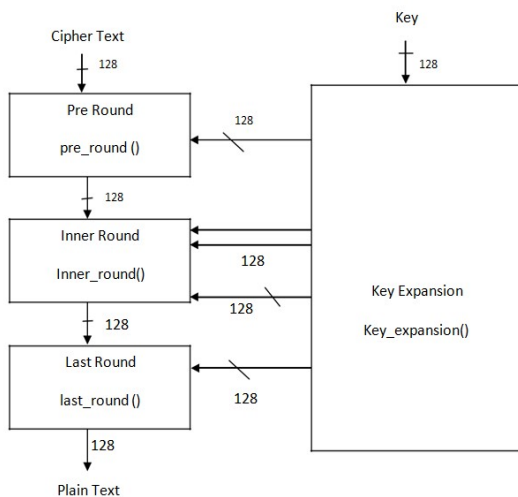 Key
Cipher Text
128
128
Pre Round
pre_round ()
128
128
Inner Round
Inner_round()
128
128
Key Expansion
Key_expansion()
128
Last Round
last_round ()
128
128
Plain Text